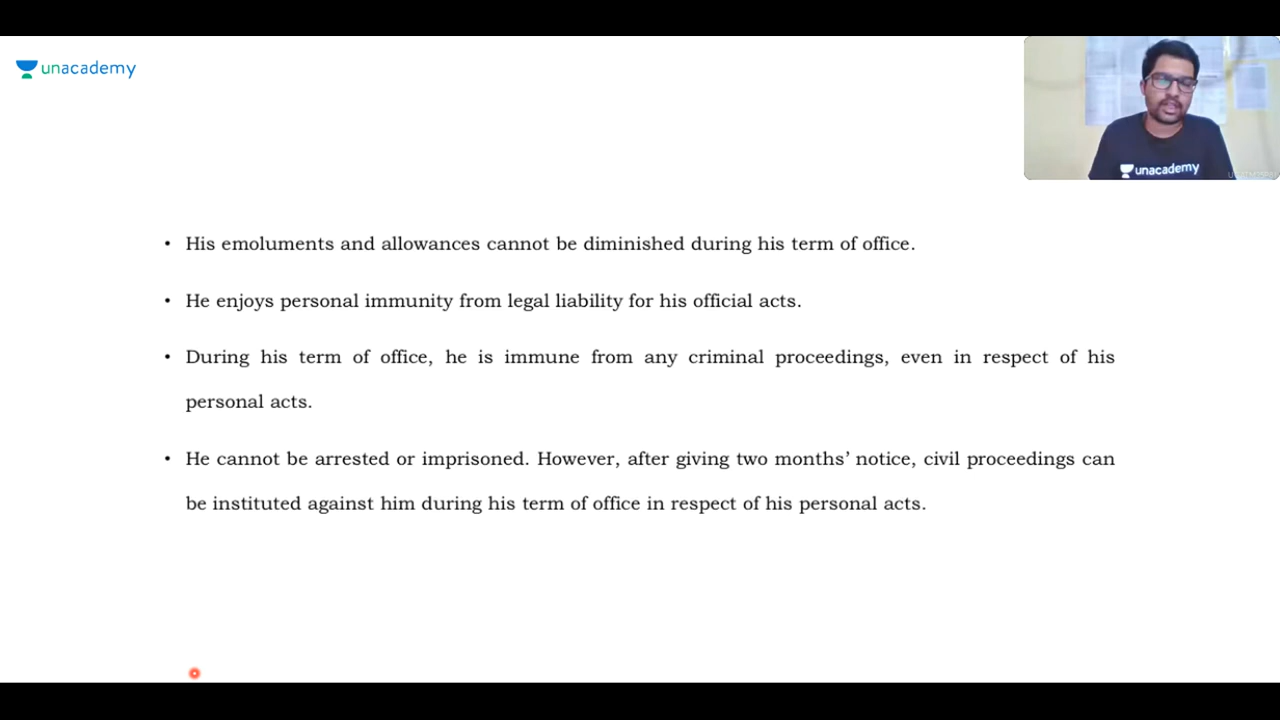 unacademy
unacademy
• His emoluments and allowances cannot be diminished during his term of office.
• He enjoys personal immunity from legal liability for his official acts.
• During his term of office, he is immune from any criminal proceedings, even in respect of his
personal acts.
• He cannot be arrested or imprisoned. However, after giving two months’ notice, civil proceedings can
be instituted against him during his term of office in respect of his personal acts.